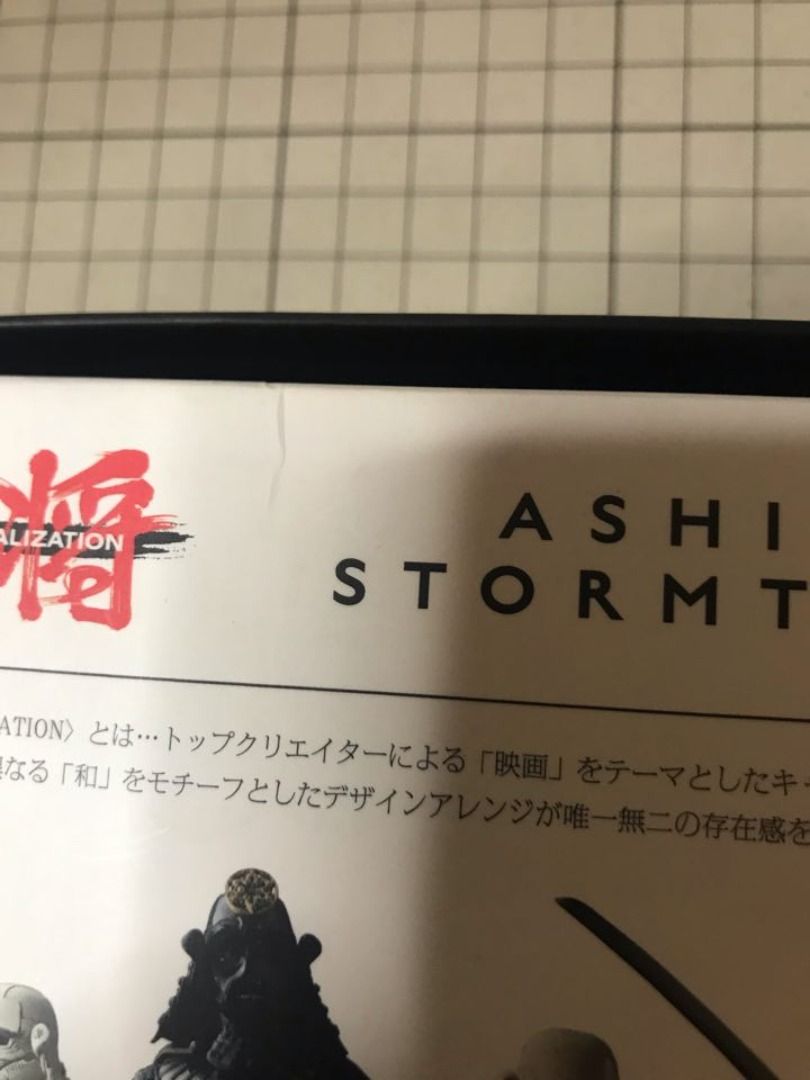 将
ALIZATION
ASHI
STORMT
ATION〉とは…トップクリエイターによる「映画」をテーマとしたキャ
なる「和」をモチーフとしたデザインアレンジが唯一無二の存在感を